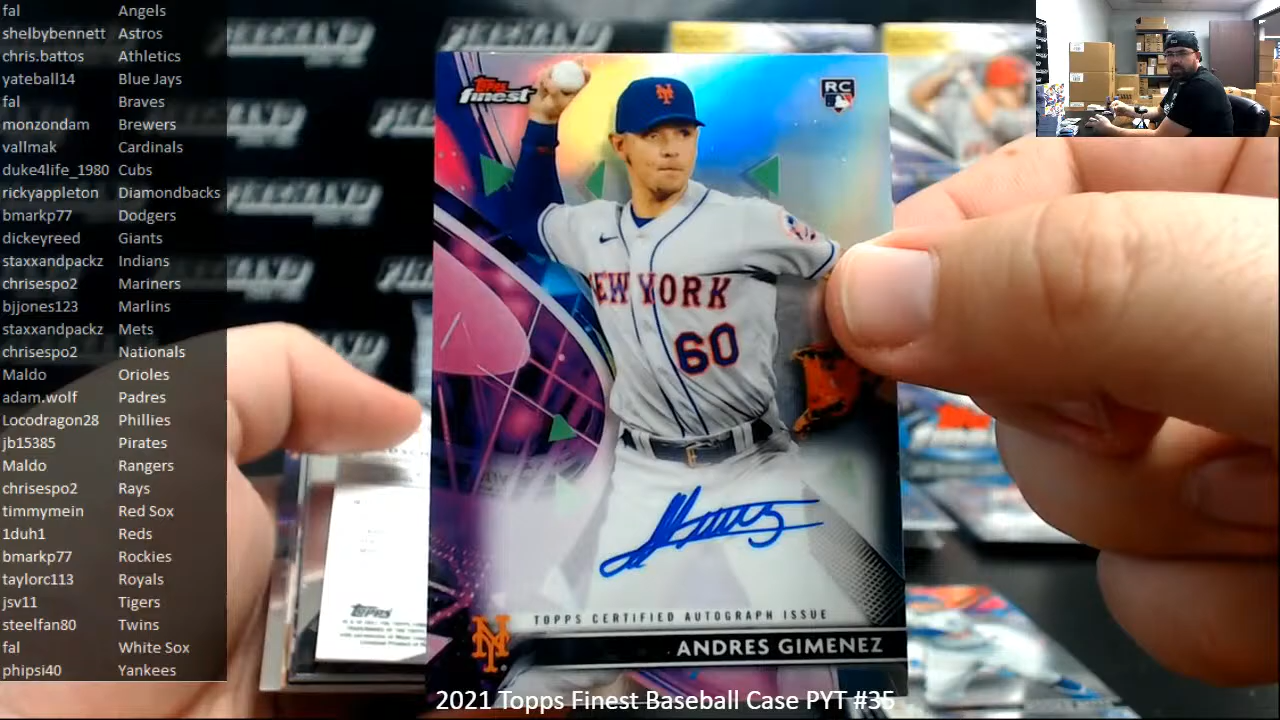 fal Angels
shelbybennett Astros
chris.battos Athletics
yateball14 Blue Jays
fal Braves
monzondam Brewers
vallmak Cardinals
duke4life_1980 Cubs
rickyappleton Diamondbacks
bmarkp77 Dodgers
dickeyreed Giants
staxxandpackz Indians
chrisespo2 Mariners
bjjones123 Marlins
staxxandpackz Mets
chrisespo2 Nationals
Maldo Orioles
adam.wolf Padres
Locodragon28 Phillies
jb15385 Pirates
Maldo Rangers
chrisespo2 Rays
timmymein Red Sox
1duh1 Reds
bmarkp77 Rockies
taylorc113 Royals
jsv11 Tigers
steelfan80 Twins
fal White Sox
phipsi40 Yankees
TOPPS
finest
RC
NY
NEW YORK
60
TOPPS CERTIFIED AUTOGRAPH ISSUE
NY
ANDRES GIMENEZ
TOPPS
2021 Topps Finest Baseball Case PYT #35